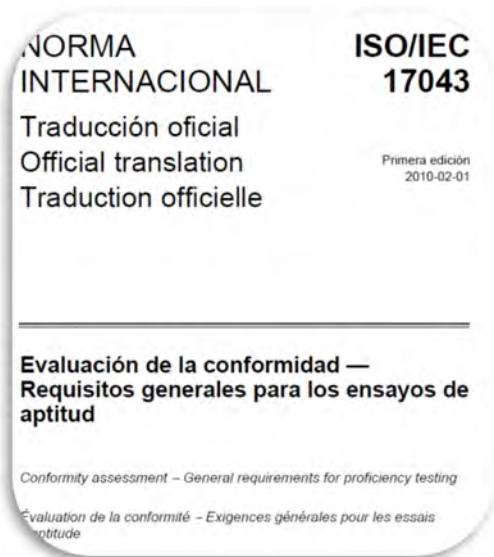 NORMA
INTERNACIONAL
ISO/IEC
17043
Traducción oficial
Official translation
Traduction officielle
Primera edición
2010-02-01
Evaluación de la conformidad —
Requisitos generales para los ensayos de
aptitud
Conformity assessment – General requirements for proficiency testing
Évaluation de la conformité – Exigences générales pour les essais
aptitude